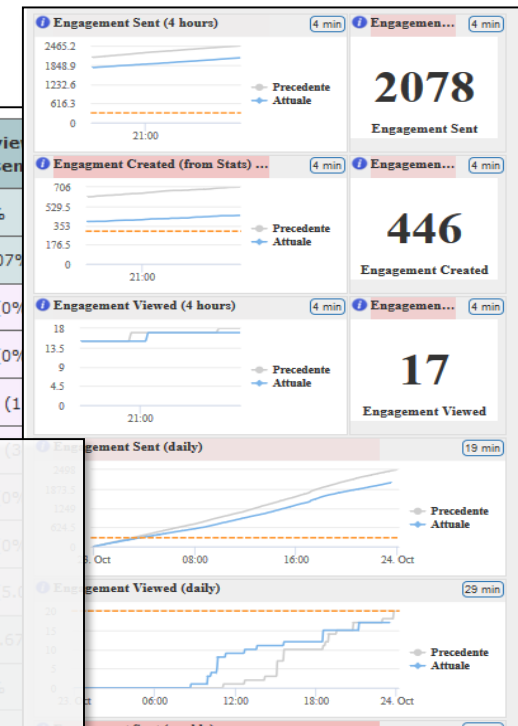 Engagement Sent (4 hours)
4 min
Engagemen...
4 min
2465.2
1848.9
1232.6
616.3
0
21:00
Precedente
Attuale
2078
Engagement Sent
Engagment Created (from Stats) ...
4 min
Engagemen...
4 min
706
529.5
353
176.5
0
21:00
Precedente
Attuale
446
Engagement Created
Engagement Viewed (4 hours)
4 min
Engagemen...
4 min
18
13.5
9
4.5
0
21:00
Precedente
Attuale
17
Engagement Viewed
Engagement Sent (daily)
19 min
08:00
16:00
24. Oct
Precedente
Attuale
Engagement Viewed (daily)
29 min
20
15
10
5
0
06:00
12:00
18:00
24. Oct
Precedente
Attuale